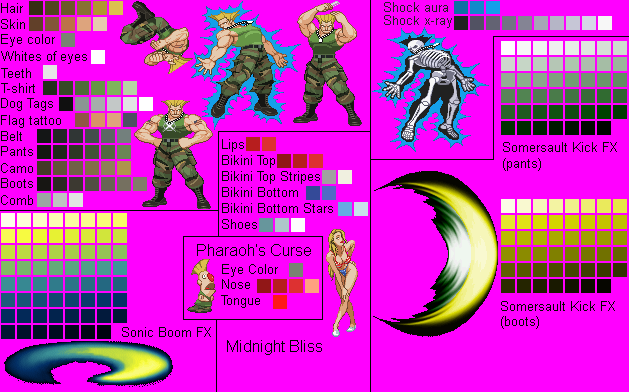 Hair
Skin
Eye color
Whites of eyes
Teeth
T-shirt
Dog Tags
Flag tattoo
Belt
Pants
Camo
Boots
Comb
Shock aura
Shock x-ray
Somersault Kick FX
(pants)
Lips
Bikini Top
Bikini Top Stripes
Bikini Bottom
Bikini Bottom Stars
Shoes
Pharaoh's Curse
Eye Color
Nose
Tongue
Midnight Bliss
Sonic Boom FX
Somersault Kick FX
(boots)